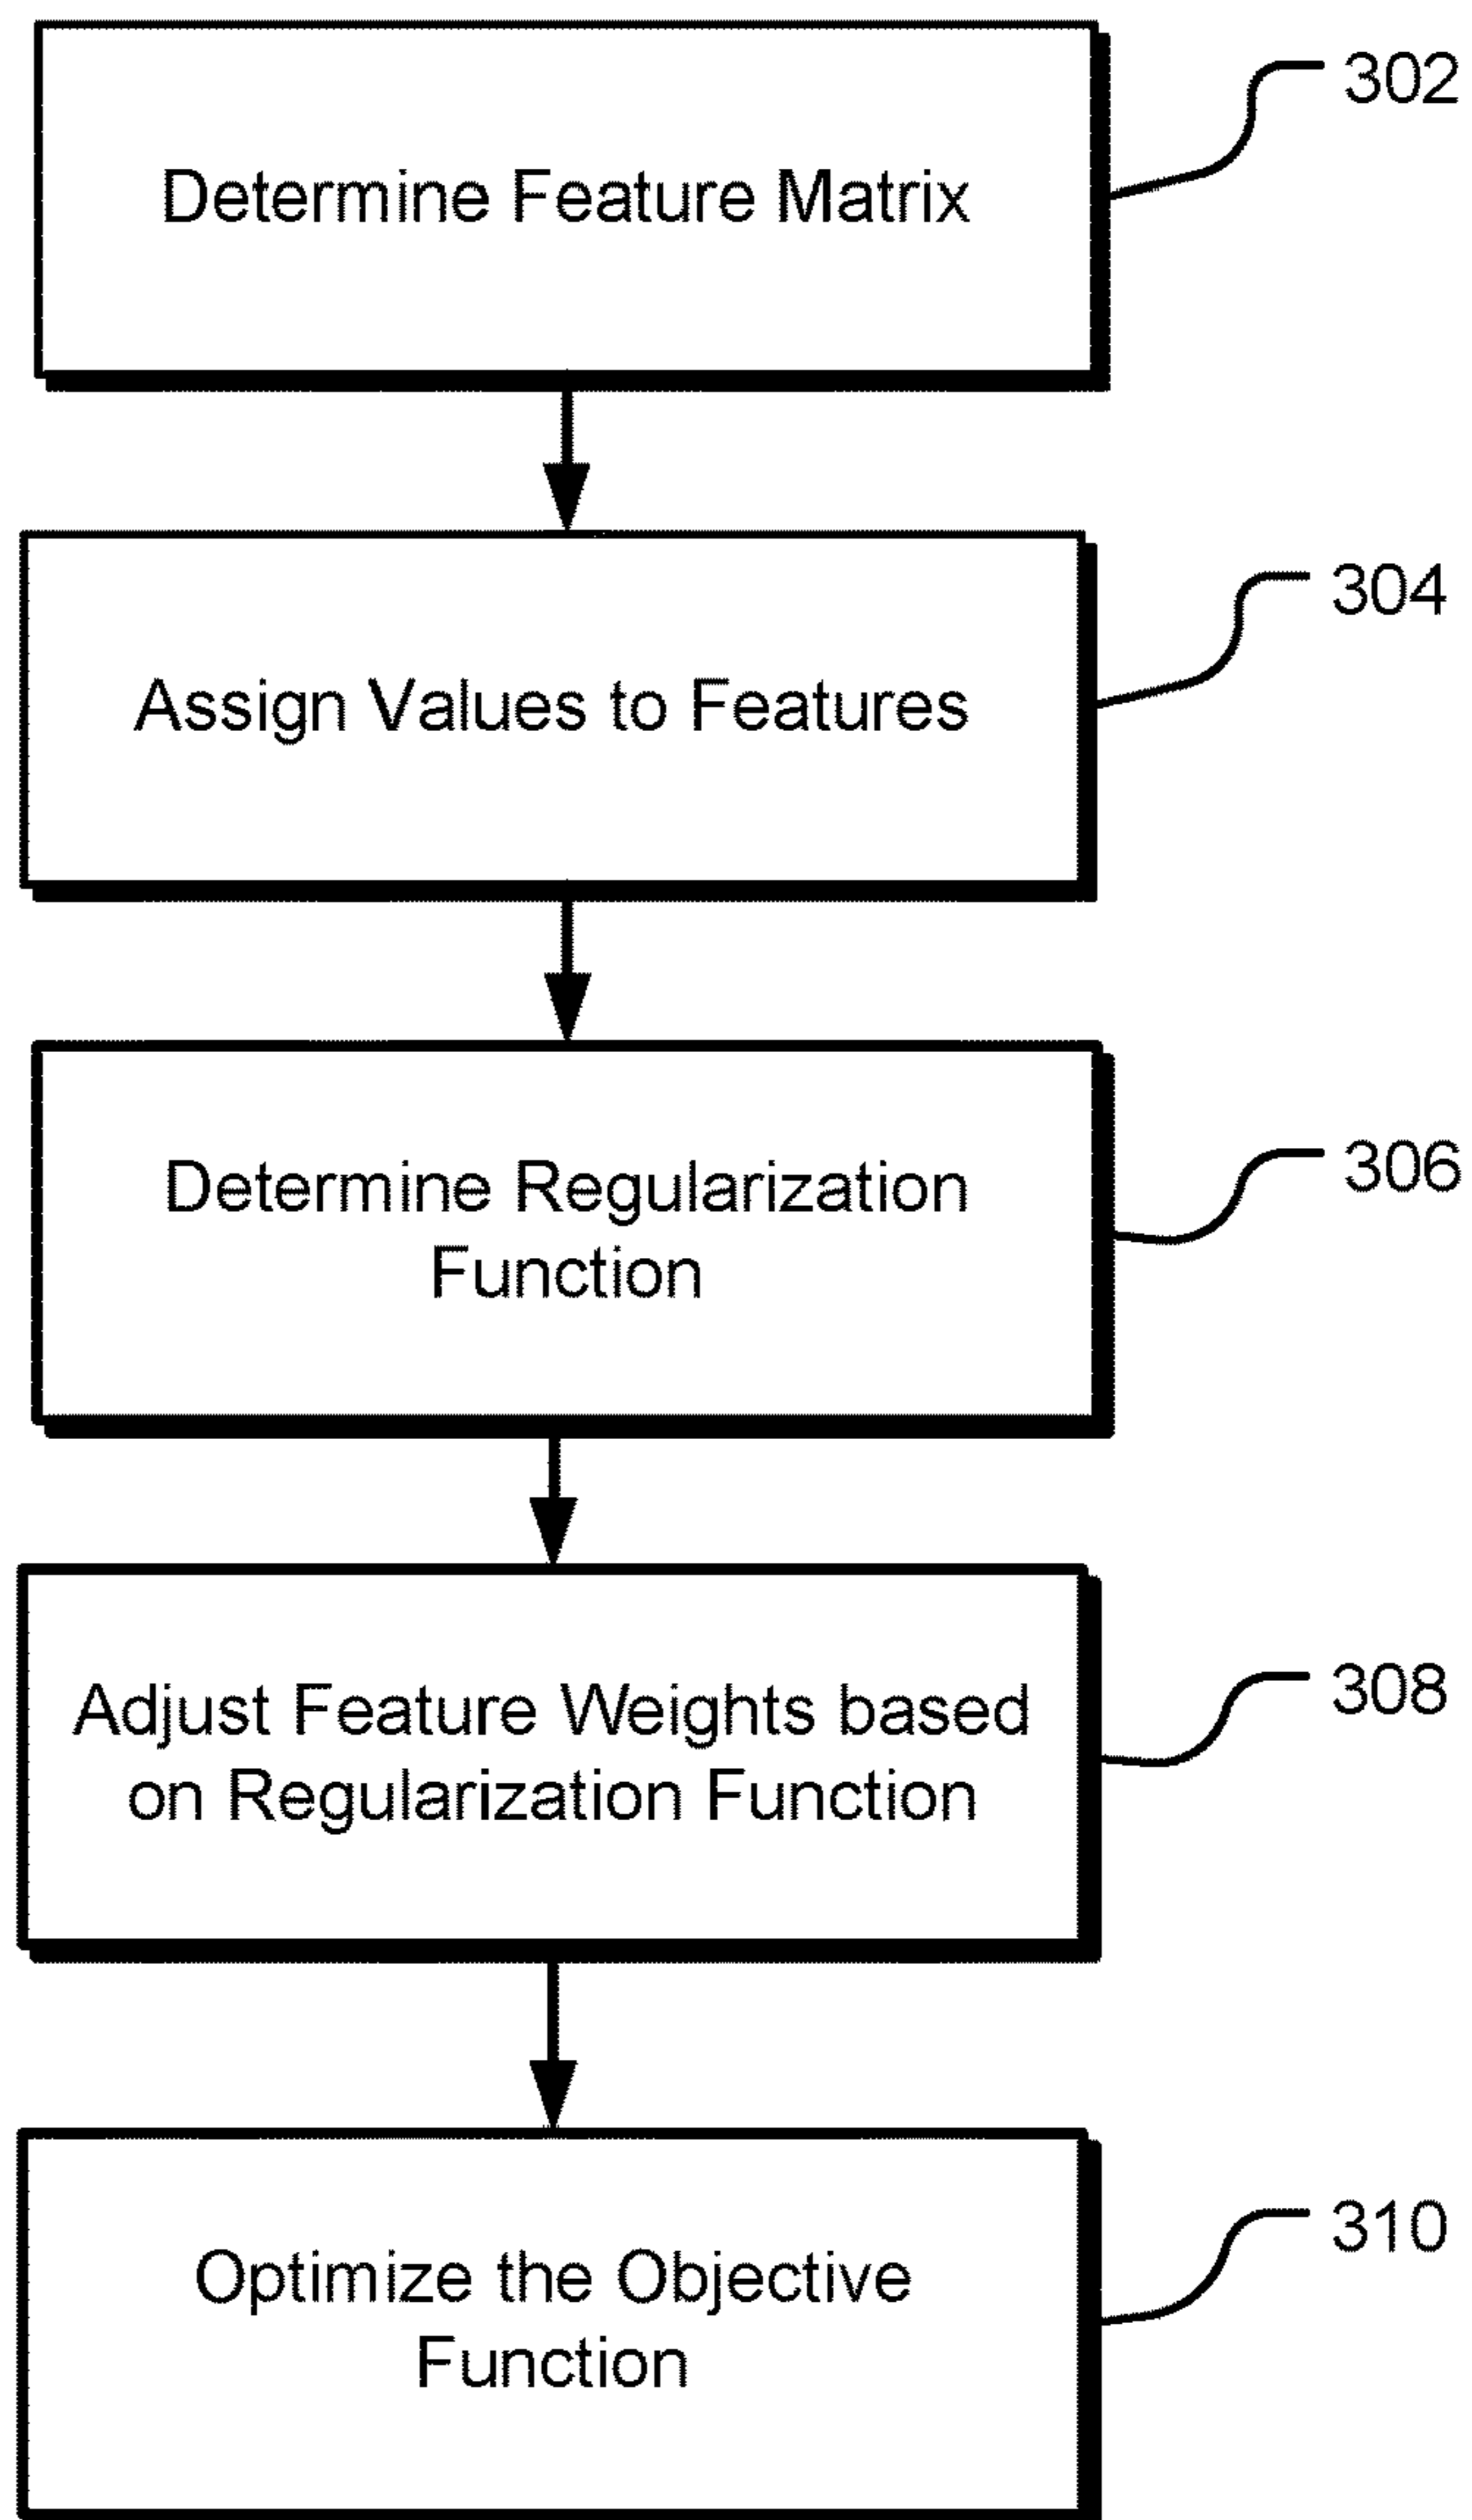 302
Determine Feature Matrix
304
Assign Values to Features
306
Determine Regularization
Function
308
Adjust Feature Weights based
on Regularization Function
310
Optimize the Objective
Function